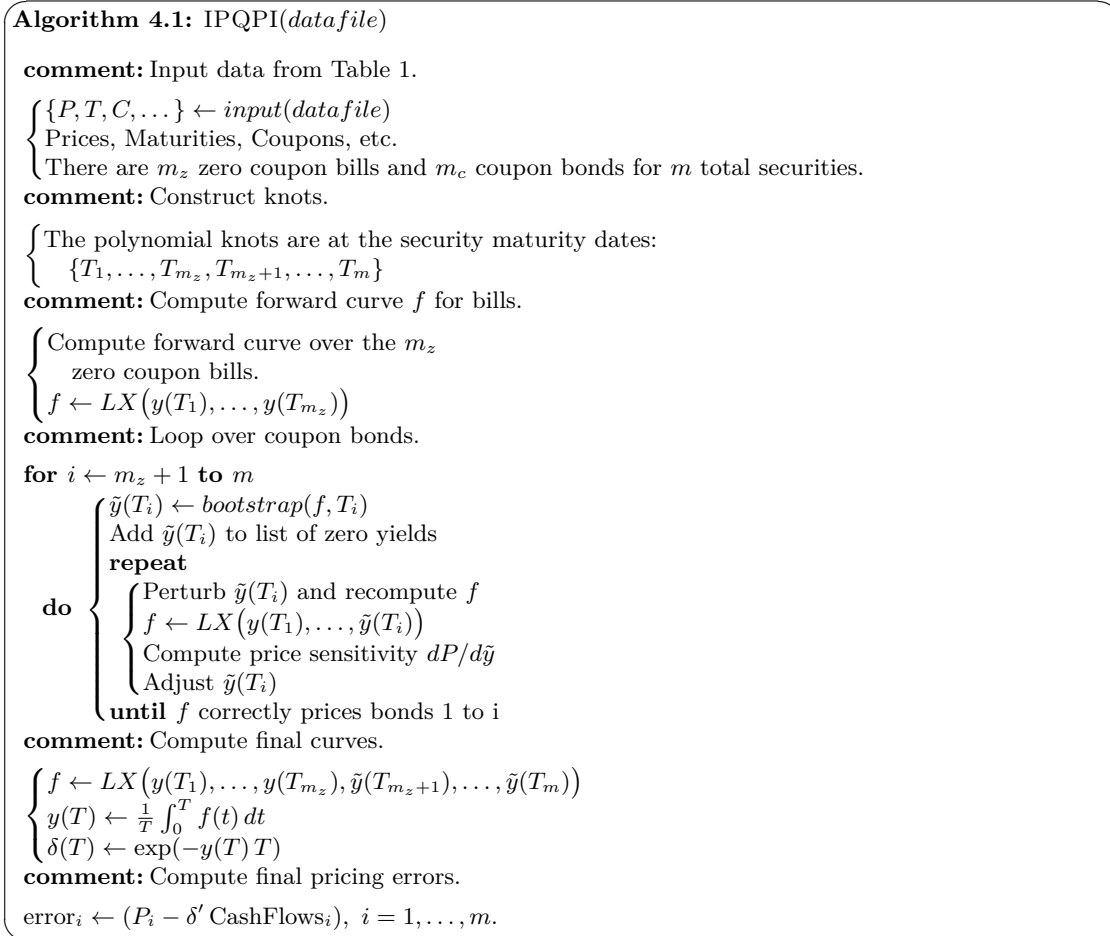 Algorithm 4.1: IPQPI(datafile)
comment: Input data from Table 1.
{P, T, C, . . . } ← input(datafile)
Prices, Maturities, Coupons, etc.
There are m_z zero coupon bills and m_c coupon bonds for m total securities.
comment: Construct knots.
The polynomial knots are at the security maturity dates:
{T_1, . . . , T_{m_z}, T_{m_z+1}, . . . , T_m}
comment: Compute forward curve f for bills.
Compute forward curve over the m_z
zero coupon bills.
f ← LX(y(T_1), . . . , y(T_{m_z}))
comment: Loop over coupon bonds.
for i ← m_z + 1 to m
ỹ(T_i) ← bootstrap(f, T_i)
Add ỹ(T_i) to list of zero yields
repeat
Perturb ỹ(T_i) and recompute f
do
f ← LX(y(T_1), . . . , ỹ(T_i))
Compute price sensitivity dP/dỹ
Adjust ỹ(T_i)
until f correctly prices bonds 1 to i
comment: Compute final curves.
f ← LX(y(T_1), . . . , y(T_{m_z}), ỹ(T_{m_z+1}), . . . , ỹ(T_m))
y(T) ← 1/T ∫_0^T f(t) dt
δ(T) ← exp(−y(T) T)
comment: Compute final pricing errors.
error_i ← (P_i − δ′ CashFlows_i), i = 1, . . . , m.